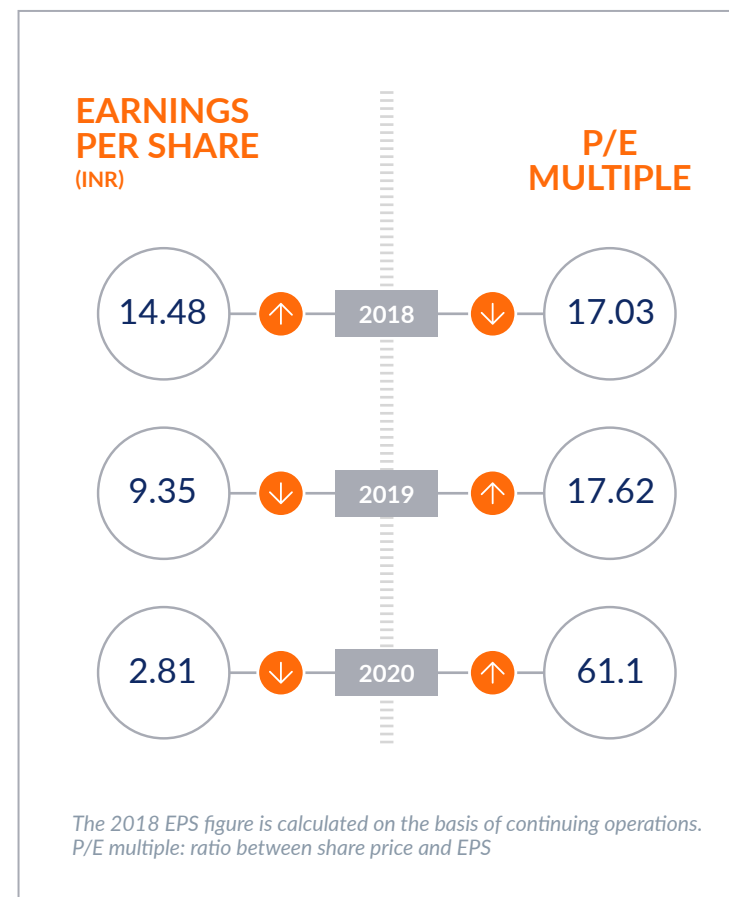 EARNINGS
PER SHARE
(INR)
P/E
MULTIPLE
14.48
2018
17.03
9.35
2019
17.62
2.81
2020
61.1
The 2018 EPS figure is calculated on the basis of continuing operations.
P/E multiple: ratio between share price and EPS